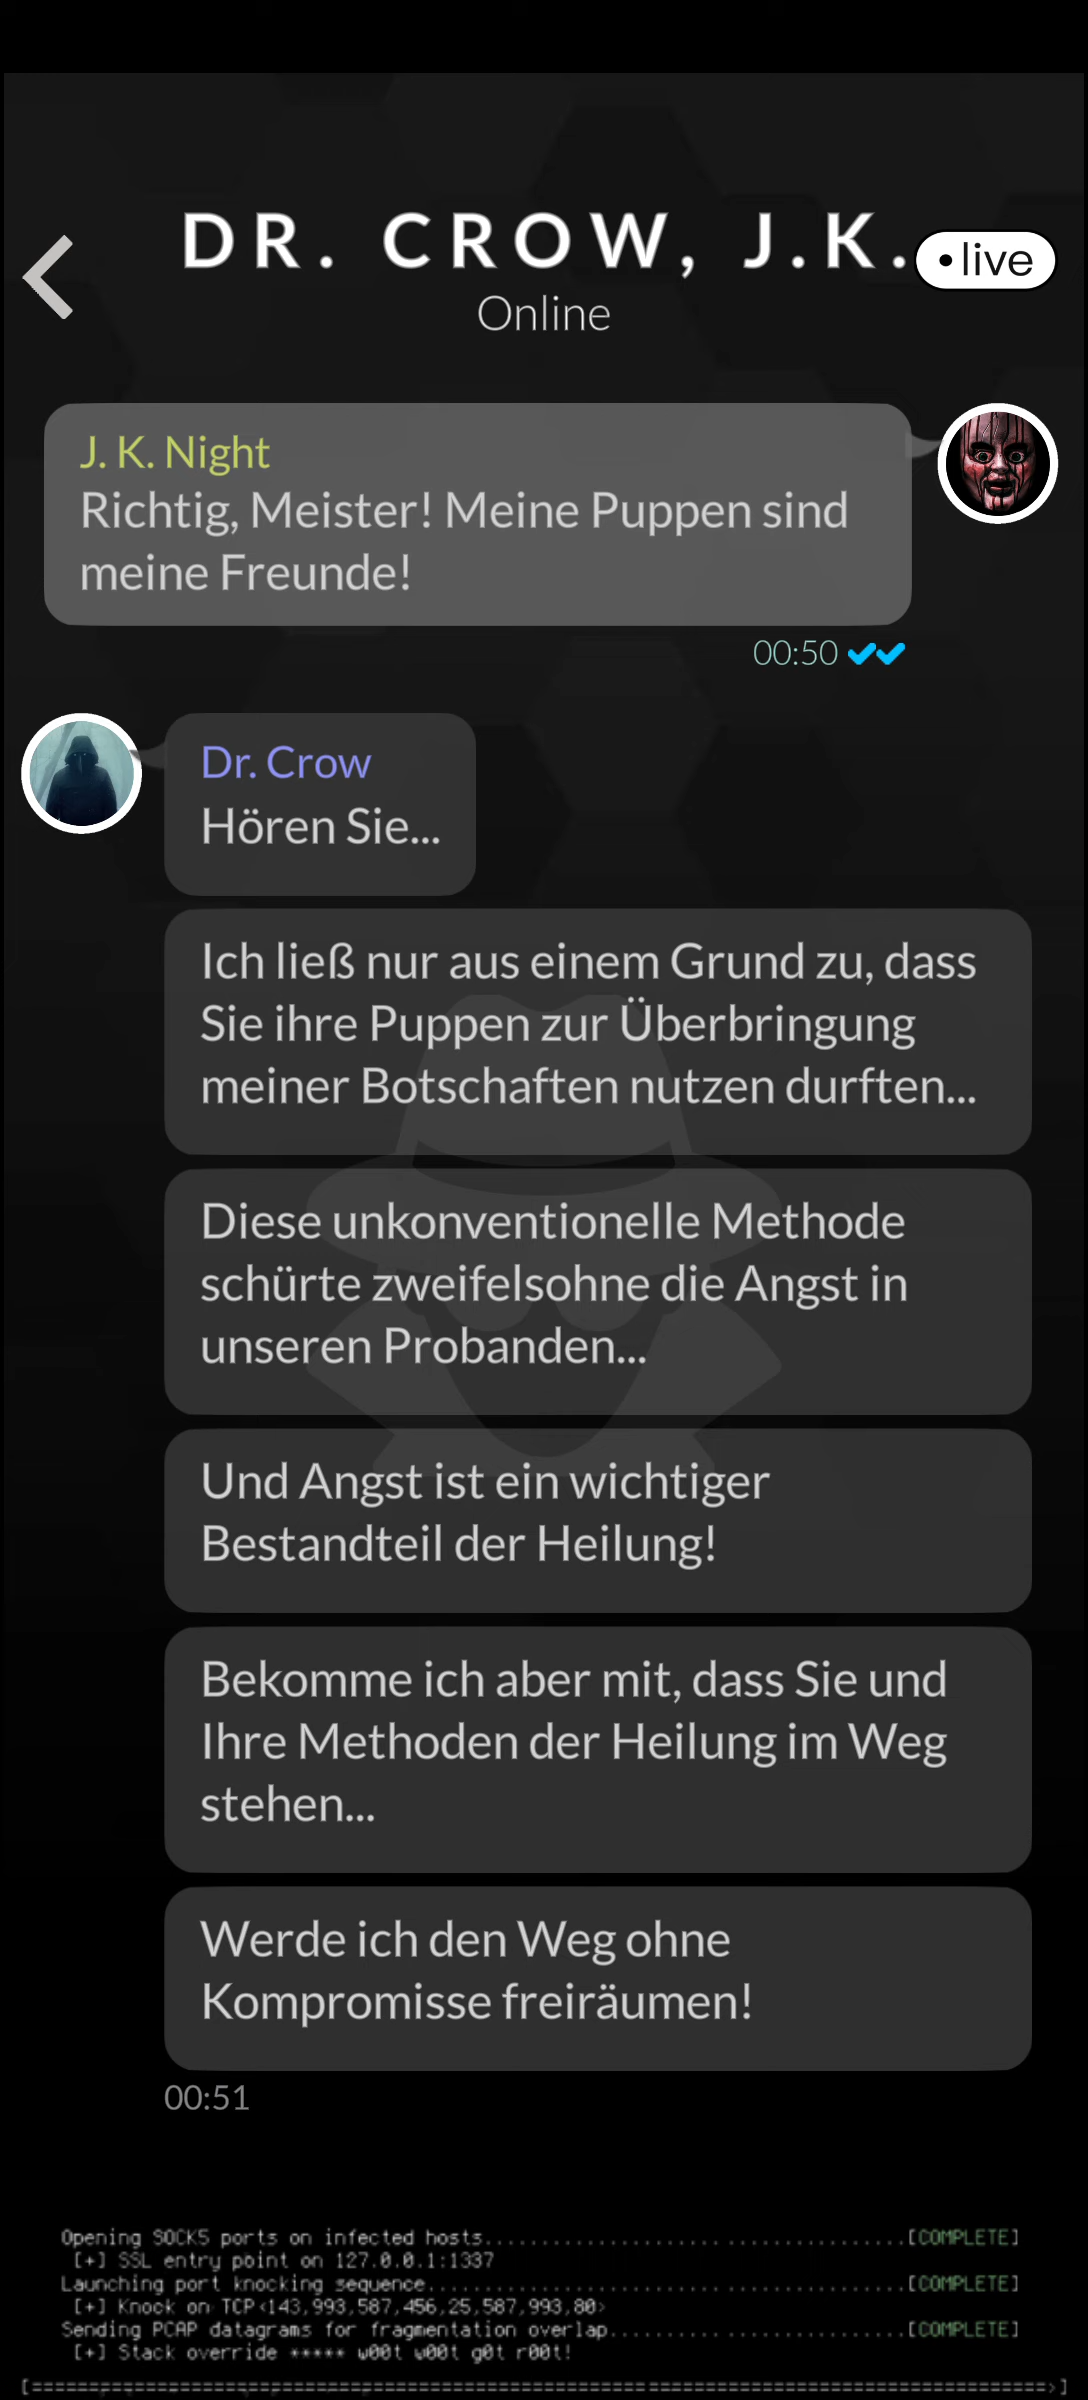 DR. CROW, J.K.
• live
Online
J. K. Night
Richtig, Meister! Meine Puppen sind
meine Freunde!
00:50
Dr. Crow
Hören Sie...
Ich ließ nur aus einem Grund zu, dass
Sie ihre Puppen zur Überbringung
meiner Botschaften nutzen durften...
Diese unkonventionelle Methode
schürte zweifelsohne die Angst in
unseren Probanden...
Und Angst ist ein wichtiger
Bestandteil der Heilung!
Bekomme ich aber mit, dass Sie und
Ihre Methoden der Heilung im Weg
stehen...
Werde ich den Weg ohne
Kompromisse freiräumen!
00:51
Opening SOCK5 ports on infected hosts..................................................[COMPLETE]
[+] SSL entry point on 127.0.0.1:1337
Launching port knocking sequence..........................................................[COMPLETE]
[+] Knock on TCP<143,993,587,456,25,587,993,80>
Sending PCAP datagrams for fragmentation overlap...................................[COMPLETE]
[+] Stack override ***** w00t w00t g0t r00t!
[======================================================================>]